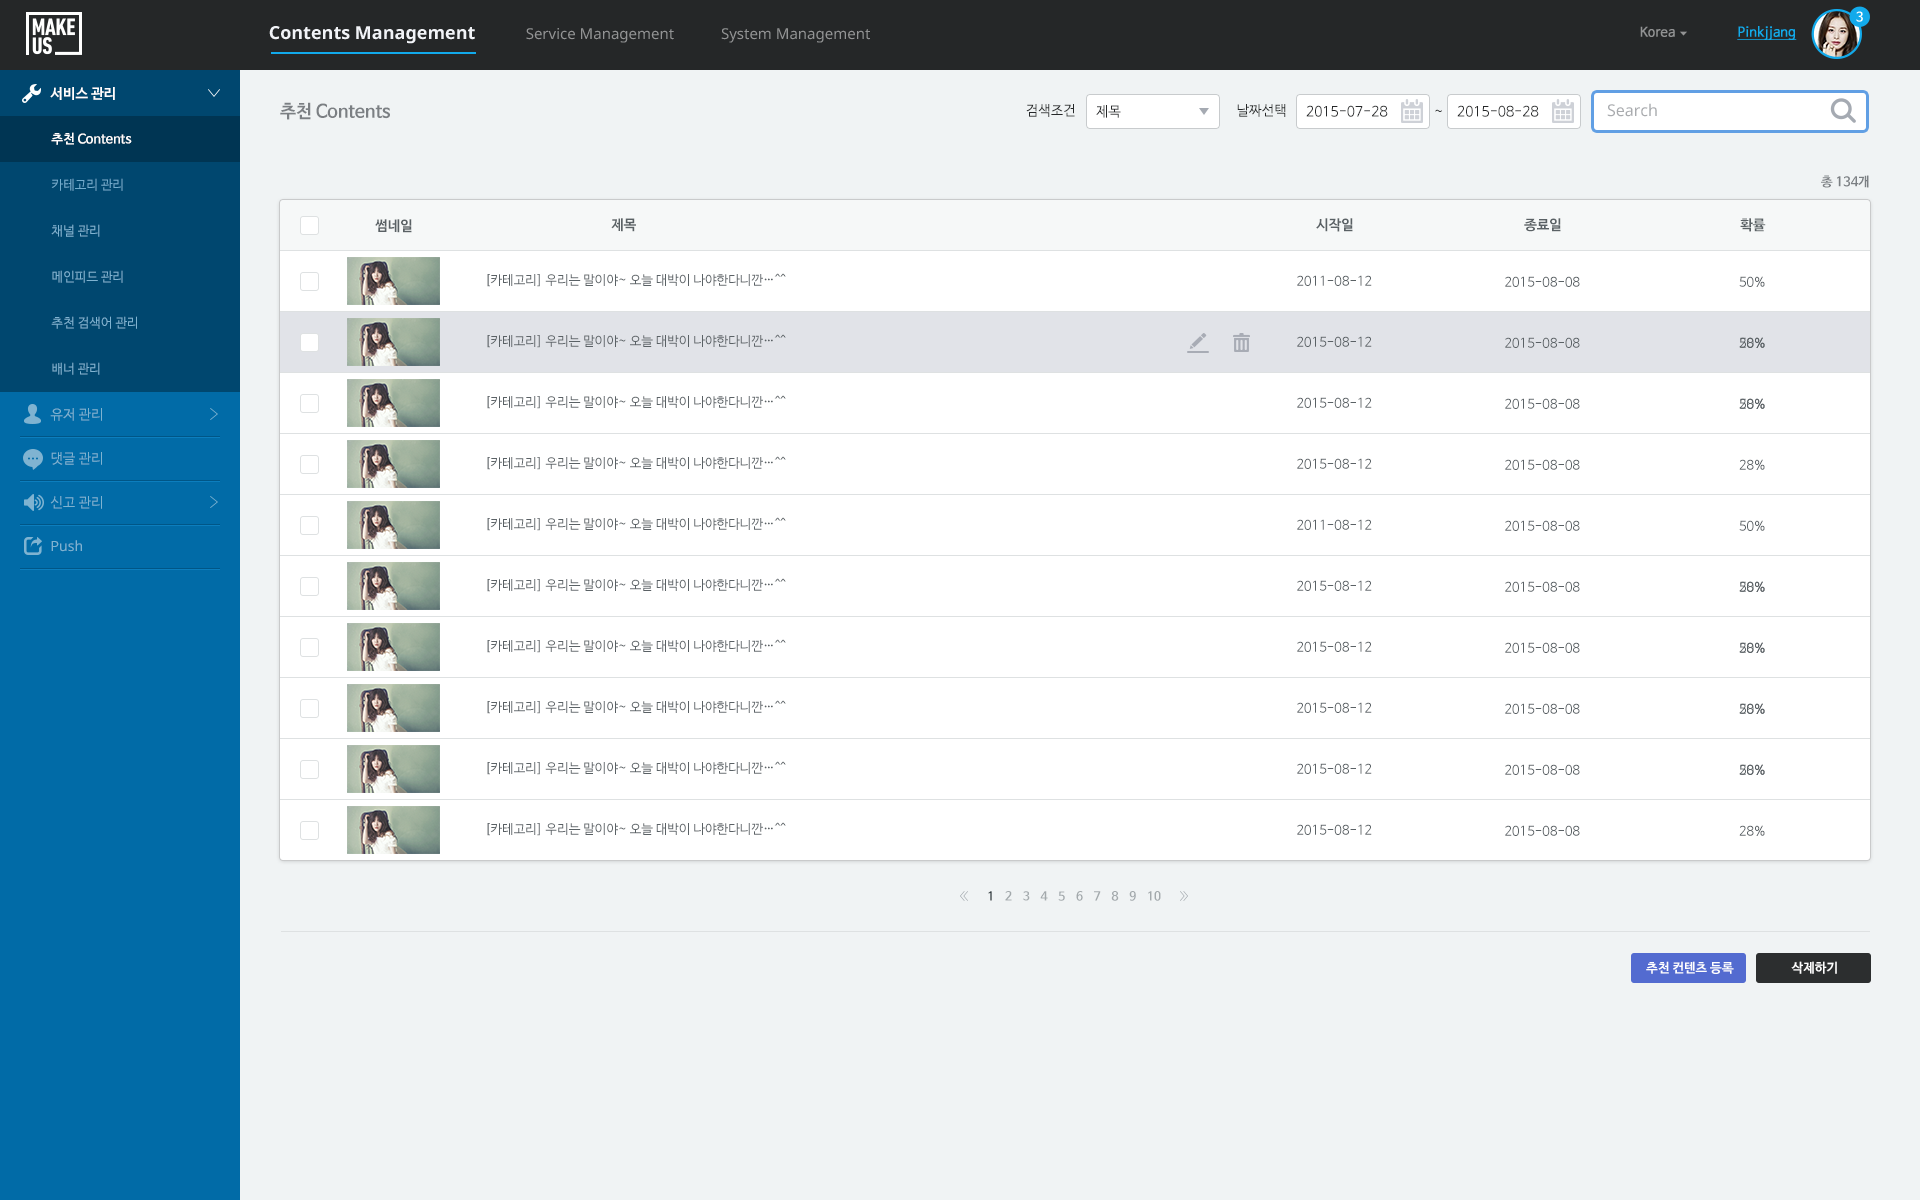 MAKE
US
Contents Management
Service Management
System Management
Korea
Pinkjjang
3
서비스 관리
추천 Contents
카테고리 관리
채널 관리
메인피드 관리
추천 검색어 관리
배너 관리
유저 관리
댓글 관리
신고 관리
Push
추천 Contents
검색조건
제목
날짜선택
2015-07-28
~
2015-08-28
Search
총 134개
썸네일 제목 시작일 종료일 확률
[카테고리] 우리는 말이야~ 오늘 대박이 나야한다니깐…^^ 2011-08-12 2015-08-08 50%
[카테고리] 우리는 말이야~ 오늘 대박이 나야한다니깐…^^ 2015-08-12 2015-08-08
[카테고리] 우리는 말이야~ 오늘 대박이 나야한다니깐…^^ 2015-08-12 2015-08-08
[카테고리] 우리는 말이야~ 오늘 대박이 나야한다니깐…^^ 2015-08-12 2015-08-08 28%
[카테고리] 우리는 말이야~ 오늘 대박이 나야한다니깐…^^ 2011-08-12 2015-08-08 50%
[카테고리] 우리는 말이야~ 오늘 대박이 나야한다니깐…^^ 2015-08-12 2015-08-08
[카테고리] 우리는 말이야~ 오늘 대박이 나야한다니깐…^^ 2015-08-12 2015-08-08
[카테고리] 우리는 말이야~ 오늘 대박이 나야한다니깐…^^ 2015-08-12 2015-08-08
[카테고리] 우리는 말이야~ 오늘 대박이 나야한다니깐…^^ 2015-08-12 2015-08-08
[카테고리] 우리는 말이야~ 오늘 대박이 나야한다니깐…^^ 2015-08-12 2015-08-08 28%
« 1 2 3 4 5 6 7 8 9 10 »
추천 컨텐츠 등록
삭제하기